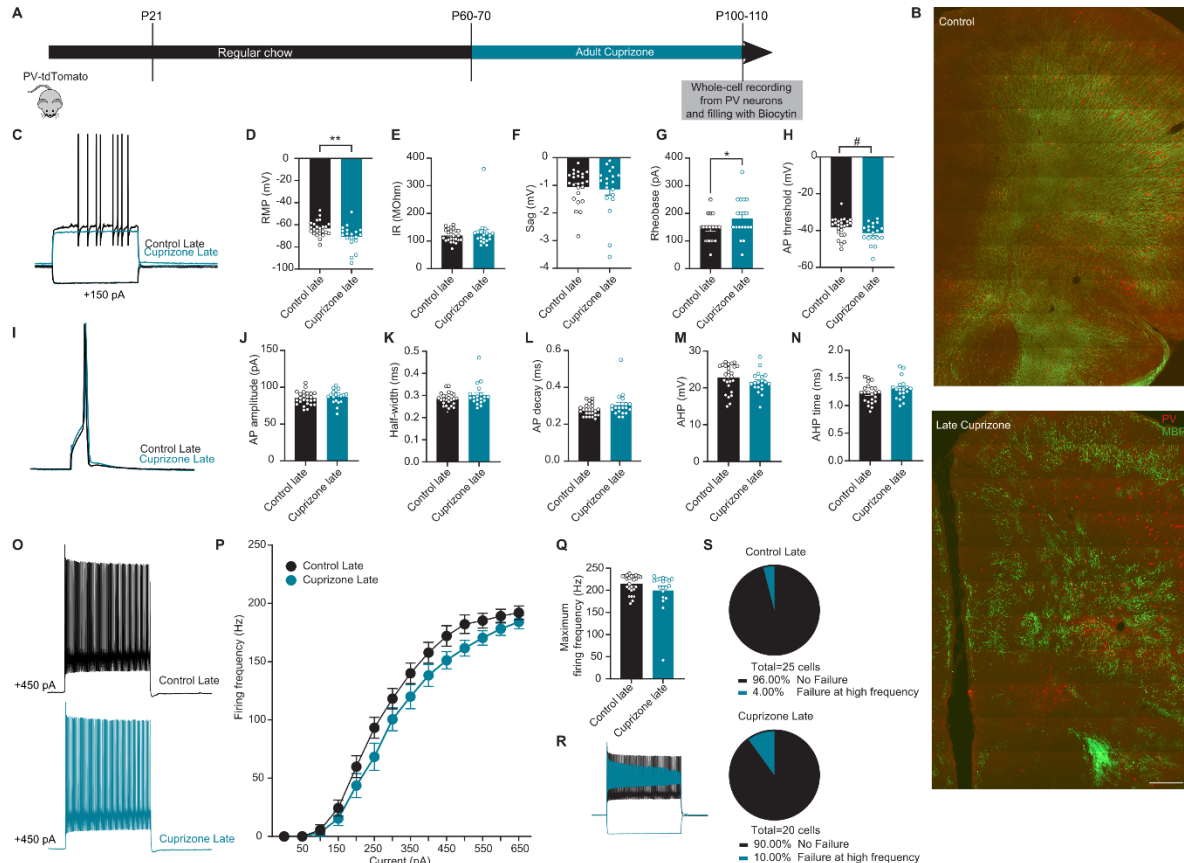 A
P21
P60-70
P100-110
Regular chow
Adult Cuprizone
PV-tdTomato
Whole-cell recording
from PV neurons
and filling with Biocytin
B
Control
Late Cuprizone
PV
MBP
C
Control Late
Cuprizone Late
+150 pA
D
**
RMP (mV)
0
-20
-40
-60
-80
-100
Control late
Cuprizone late
E
IR (MOhm)
400
300
200
100
0
Control late
Cuprizone late
F
Sag (mV)
0
-1
-2
-3
-4
Control late
Cuprizone late
G
*
Rheobase (pA)
400
300
200
100
0
Control late
Cuprizone late
H
#
AP threshold (mV)
0
-20
-40
-60
Control late
Cuprizone late
I
Control Late
Cuprizone Late
J
AP amplitude (pA)
150
100
50
0
Control late
Cuprizone late
K
Half-width (ms)
0.5
0.4
0.3
0.2
0.1
0.0
Control late
Cuprizone late
L
AP decay (ms)
0.6
0.4
0.2
0.0
Control late
Cuprizone late
M
AHP (mV)
30
20
10
0
Control late
Cuprizone late
N
AHP time (ms)
2.0
1.5
1.0
0.5
0.0
Control late
Cuprizone late
O
+450 pA
Control Late
+450 pA
Cuprizone Late
P
Firing frequency (Hz)
250
200
150
100
50
0
Control Late
Cuprizone Late
50 150 250 350 450 550 650
Current (pA)
Q
Maximum
firing frequency (Hz)
250
200
150
100
50
0
Control late
Cuprizone late
R
S
Control Late
Total=25 cells
96.00% No Failure
4.00% Failure at high frequency
Cuprizone Late
Total=20 cells
90.00% No Failure
10.00% Failure at high frequency